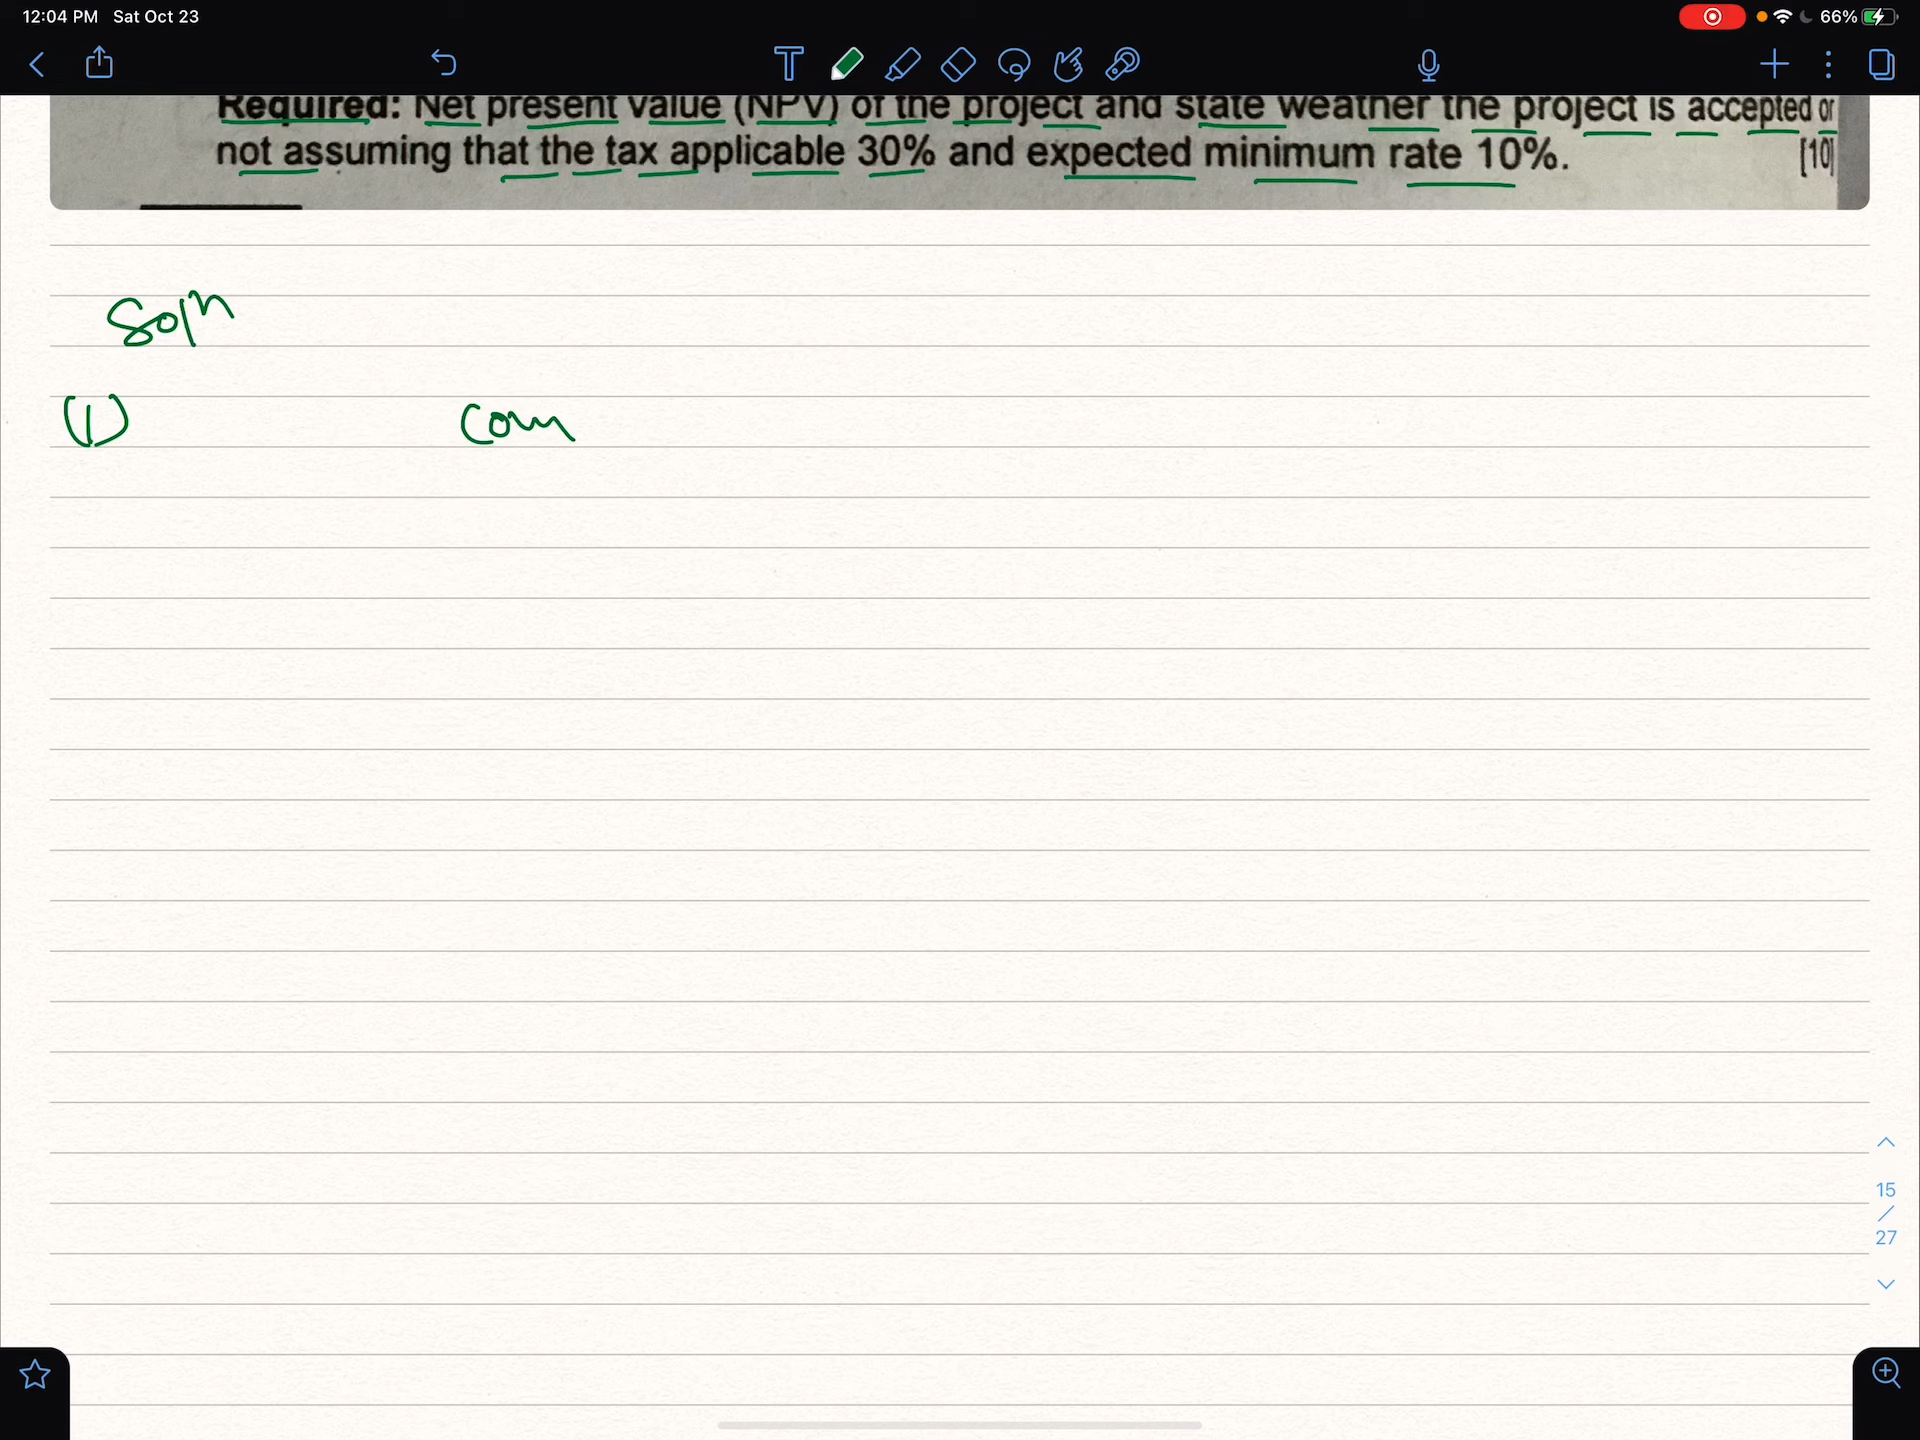 12:04 PM Sat Oct 23
66%
Required: Net present value (NPV) of the project and state weather the project is accepted or
not assuming that the tax applicable 30% and expected minimum rate 10%. [10]
Soln
(1) Com
15
/
27